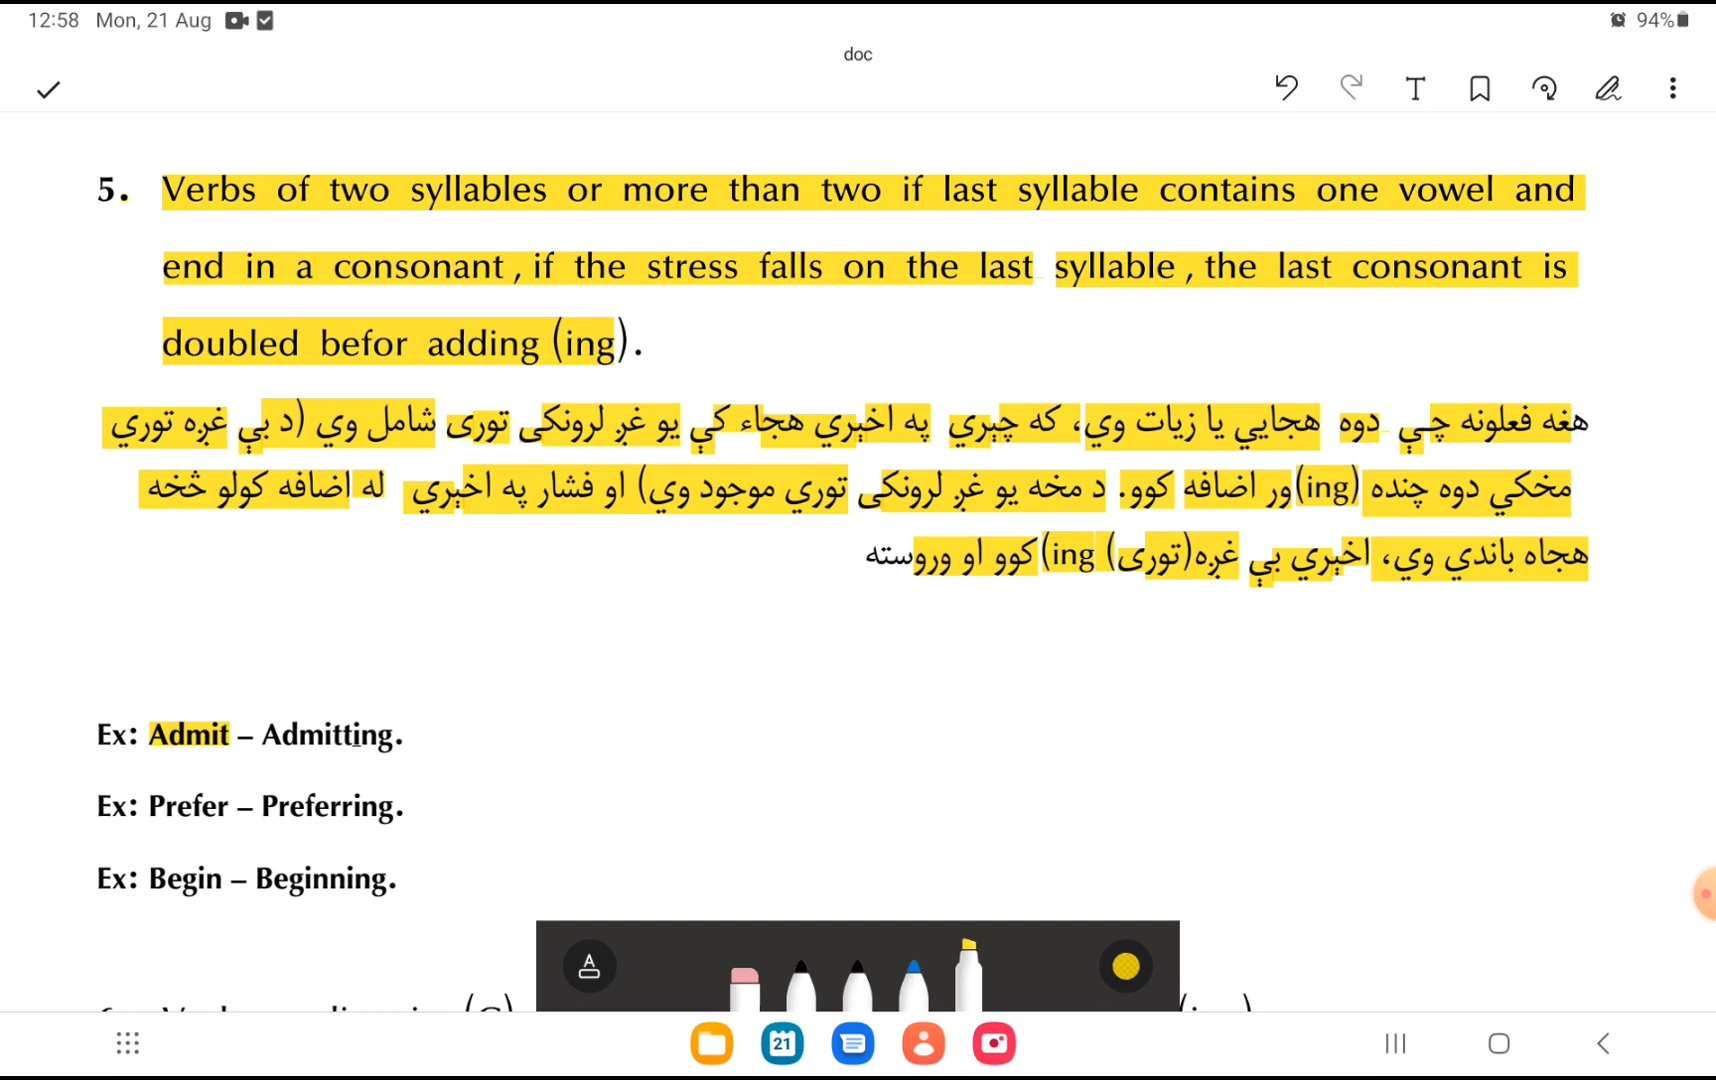 12:58 Mon, 21 Aug
94%
doc
5. Verbs of two syllables or more than two if last syllable contains one vowel and
end in a consonant , if the stress falls on the last syllable , the last consonant is
doubled befor adding (ing).
هغه فعلونه چې دوه هجايي يا زيات وي، که چېرې په اخېري هجاء کې يو غږ لرونکی توری شامل وي (د بې غږه توري
مخکي دوه چنده (ing)ور اضافه کوو. د مخه يو غږ لرونکی توري موجود وي) او فشار په اخېري له اضافه کولو څخه
هجاه باندي وي، اخېري بې غږه(توری) ing)کوو او وروسته
Ex: Admit – Admitting.
Ex: Prefer – Preferring.
Ex: Begin – Beginning.
A
21